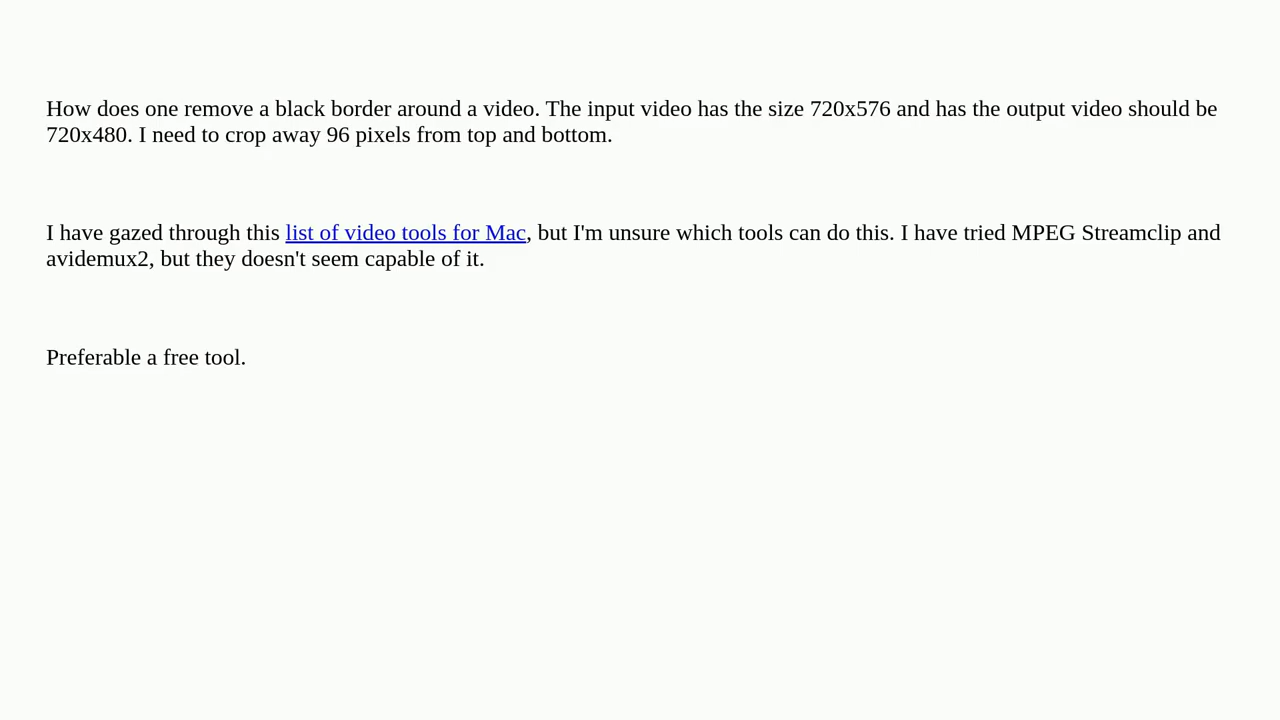 How does one remove a black border around a video. The input video has the size 720x576 and has the output video should be
720x480. I need to crop away 96 pixels from top and bottom.
I have gazed through this list of video tools for Mac, but I'm unsure which tools can do this. I have tried MPEG Streamclip and
avidemux2, but they doesn't seem capable of it.
Preferable a free tool.